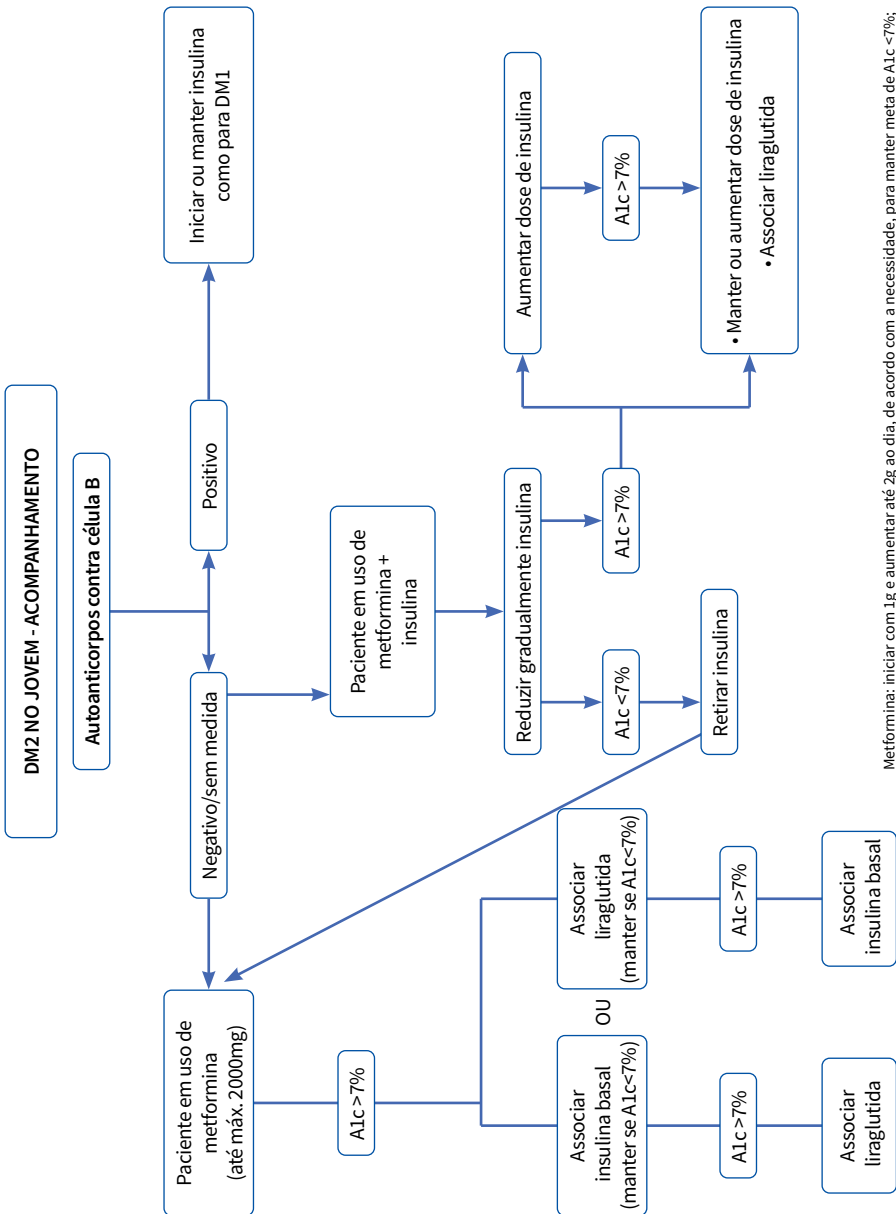 DM2 NO JOVEM - ACOMPANHAMENTO
Autoanticorpos contra célula B
Negativo/sem medida
Positivo
Iniciar ou manter insulina
como para DM1
Paciente em uso de
metformina
(até máx. 2000mg)
Paciente em uso de
metformina +
insulina
A1c >7%
Reduzir gradualmente insulina
Aumentar dose de insulina
A1c <7%
A1c >7%
A1c >7%
Associar
insulina basal
(manter se A1c<7%)
OU
Associar
liraglutida
(manter se A1c<7%)
Retirar insulina
• Manter ou aumentar dose de insulina
• Associar liraglutida
A1c >7%
A1c >7%
Associar
liraglutida
Associar
insulina basal
Metformina: iniciar com 1g e aumentar até 2g ao dia, de acordo com a necessidade, para manter meta de A1c <7%;